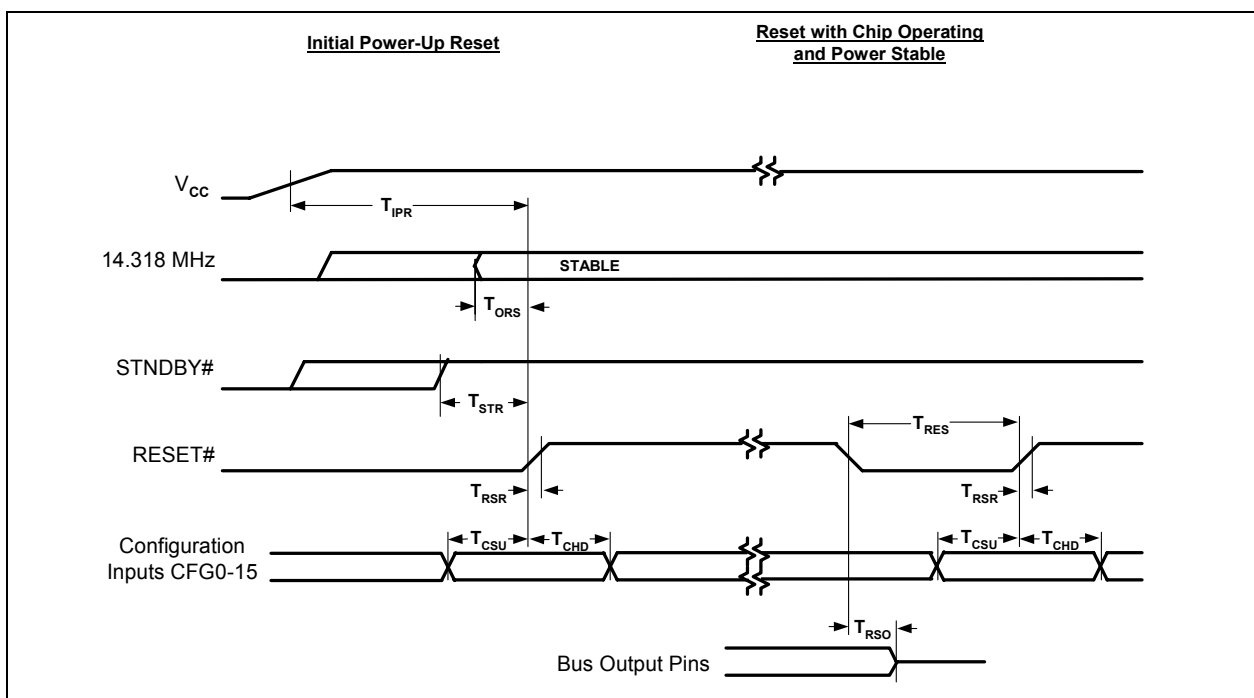 Initial Power-Up Reset
Reset with Chip Operating
and Power Stable
VCC
TIPR
14.318 MHz
STABLE
TORS
STNDBY#
TSTR
TRES
RESET#
TRSR
TRSR
Configuration
Inputs CFG0-15
TCSU
TCHD
TCSU
TCHD
TRSO
Bus Output Pins